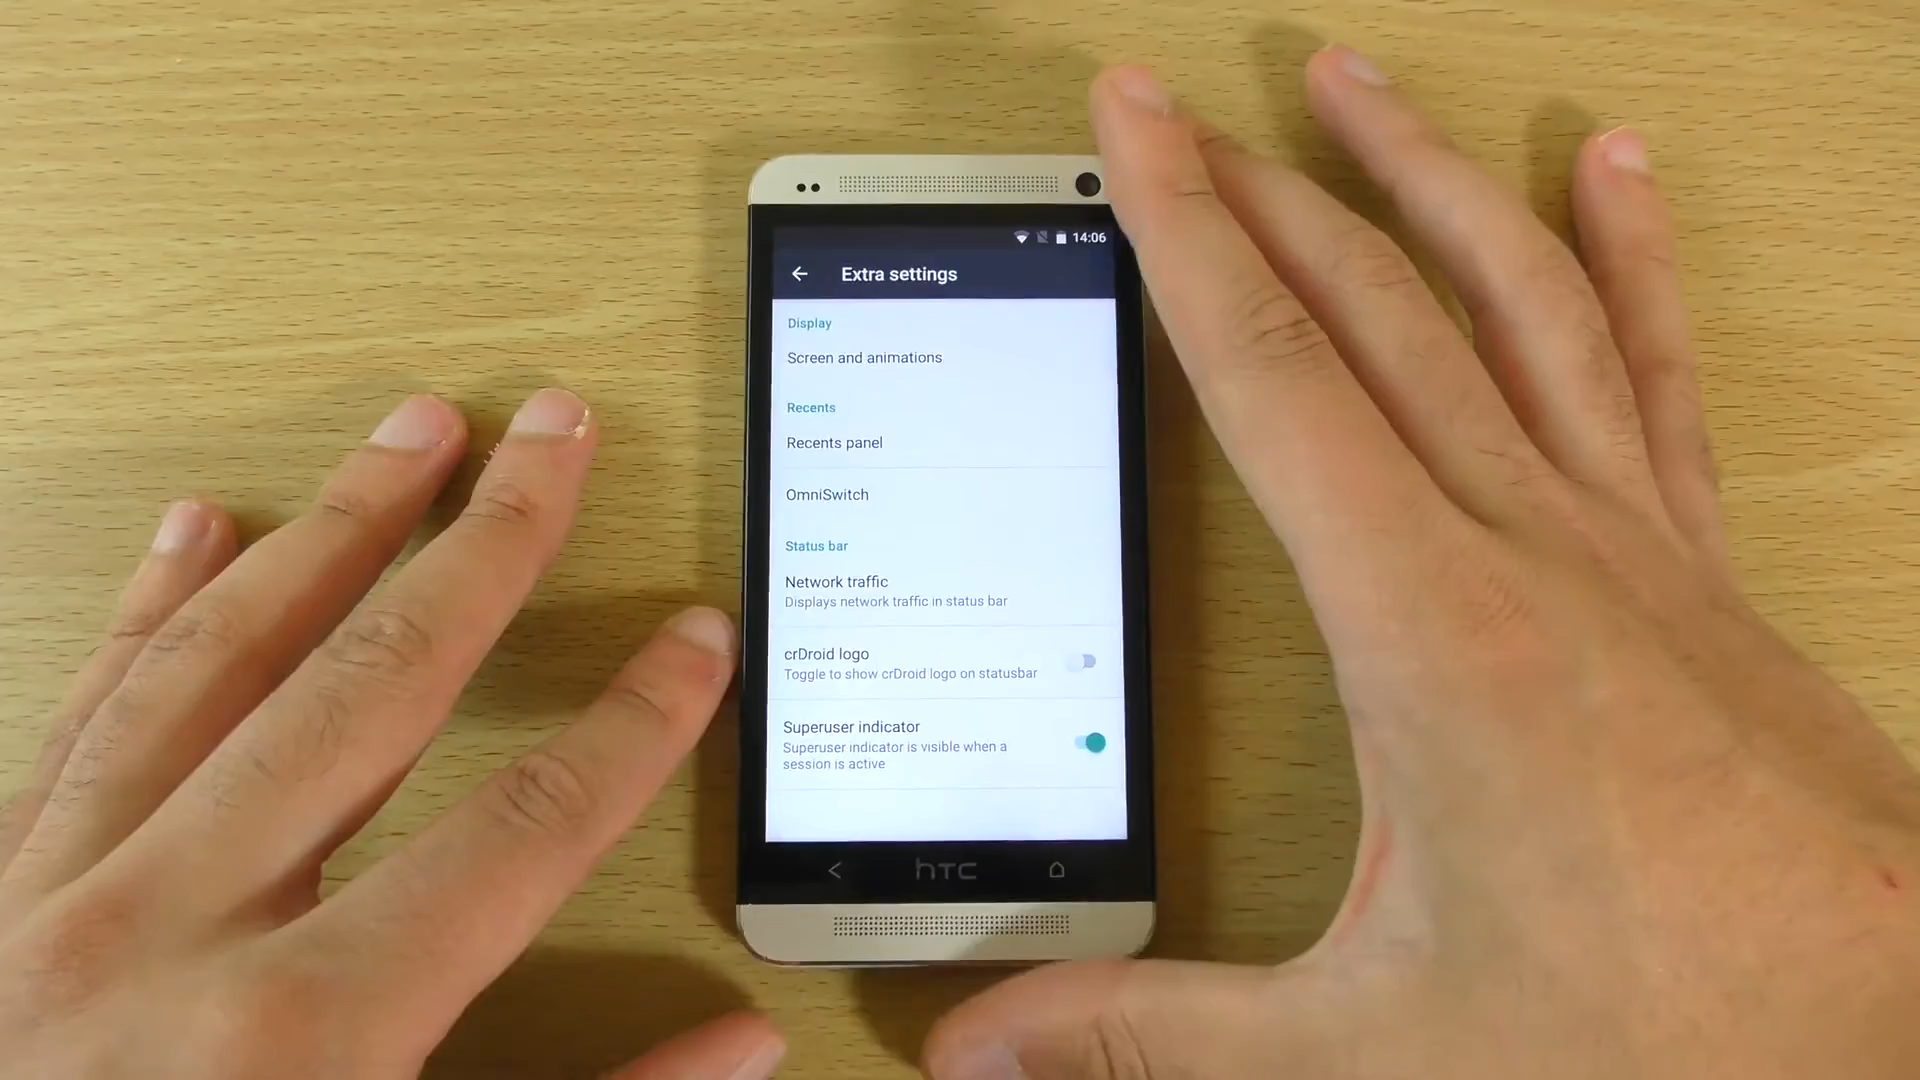 14:06
Extra settings
Display
Screen and animations
Recents
Recents panel
OmniSwitch
Status bar
Network traffic
Displays network traffic in status bar
crDroid logo
Toggle to show crDroid logo on statusbar
Superuser indicator
Superuser indicator is visible when a
session is active
hTC